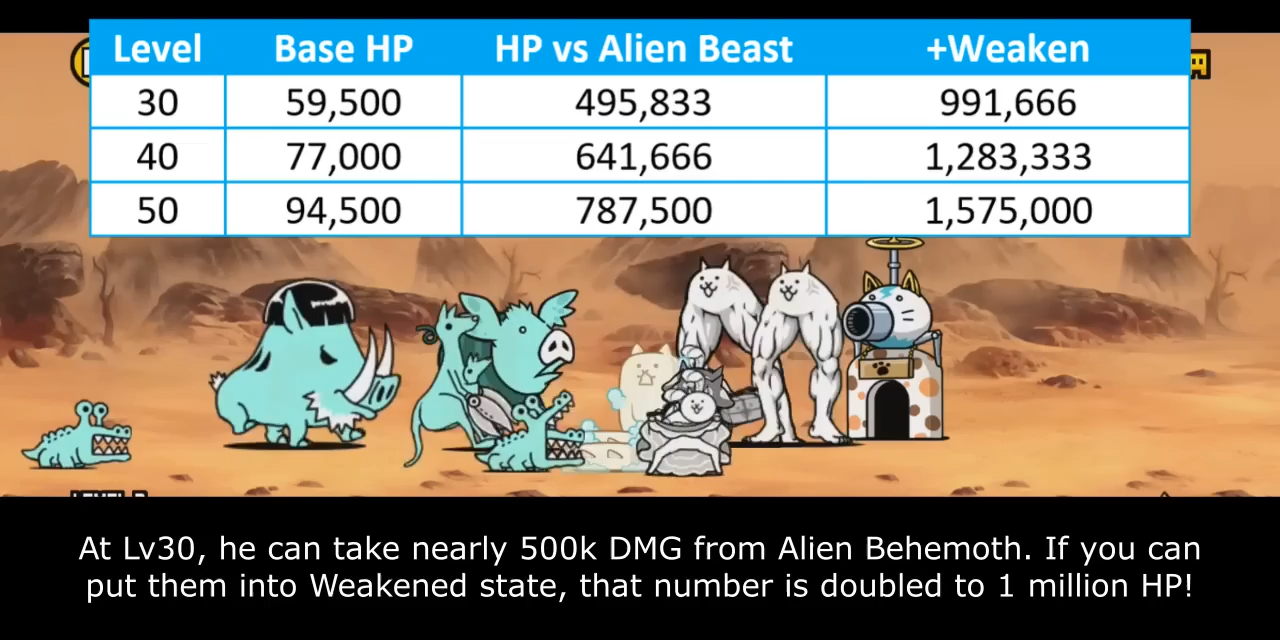 Level Base HP HP vs Alien Beast +Weaken
30 59,500 495,833 991,666
40 77,000 641,666 1,283,333
50 94,500 787,500 1,575,000
At Lv30, he can take nearly 500k DMG from Alien Behemoth. If you can
put them into Weakened state, that number is doubled to 1 million HP!